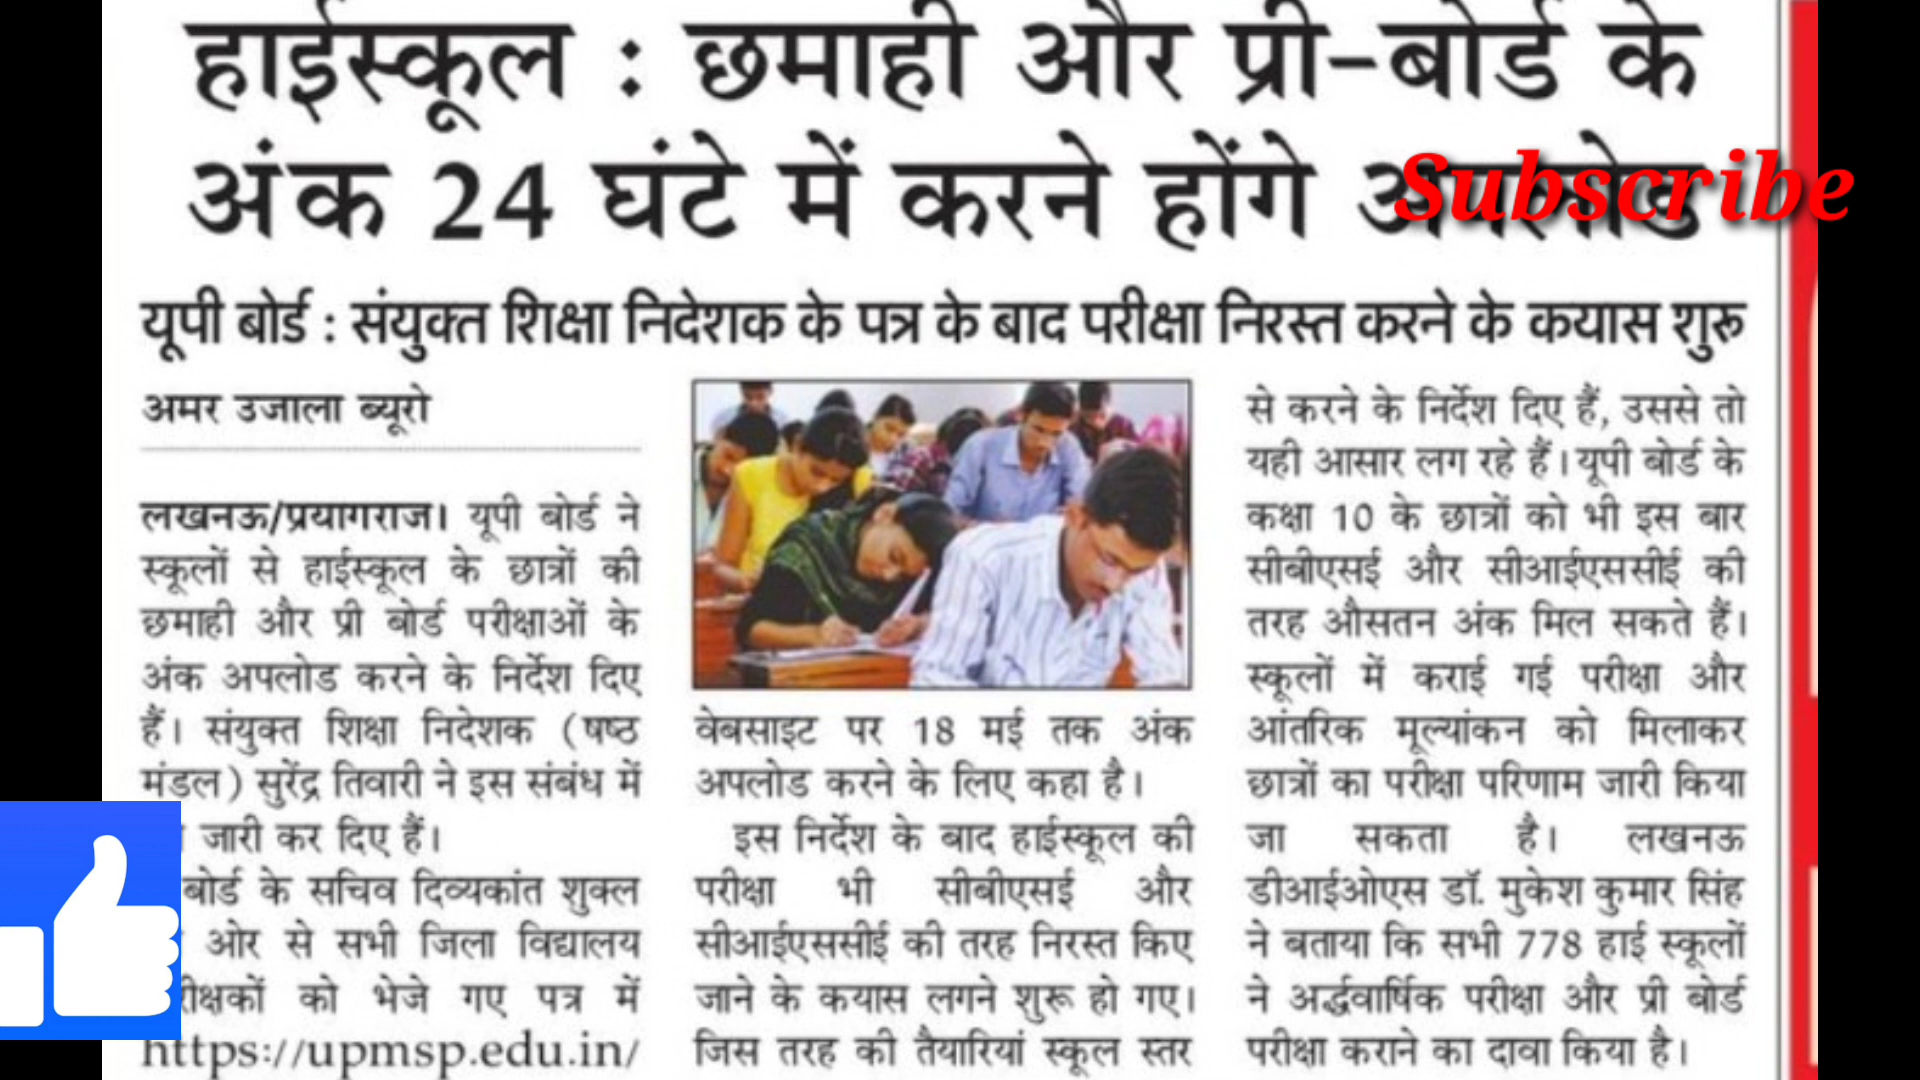 हाईस्कूल : छमाही और प्री-बोर्ड के
अंक 24 घंटे में करने होंगे
Subscribe
यूपी बोर्ड : संयुक्त शिक्षा निदेशक के पत्र के बाद परीक्षा निरस्त करने के कयास शुरू
अमर उजाला ब्यूरो
लखनऊ/प्रयागराज। यूपी बोर्ड ने
स्कूलों से हाईस्कूल के छात्रों की
छमाही और प्री बोर्ड परीक्षाओं के
अंक अपलोड करने के निर्देश दिए
हैं। संयुक्त शिक्षा निदेशक (षष्ठ
मंडल) सुरेंद्र तिवारी ने इस संबंध में
जारी कर दिए हैं।
बोर्ड के सचिव दिव्यकांत शुक्ल
ओर से सभी जिला विद्यालय
को भेजे गए पत्र में
https://upmsp.edu.in/
वेबसाइट पर 18 मई तक अंक
अपलोड करने के लिए कहा है।
इस निर्देश के बाद हाईस्कूल की
परीक्षा भी सीबीएसई और
सीआईएससीई की तरह निरस्त किए
जाने के कयास लगने शुरू हो गए।
जिस तरह की तैयारियां स्कूल स्तर
से करने के निर्देश दिए हैं, उससे तो
यही आसार लग रहे हैं। यूपी बोर्ड के
कक्षा 10 के छात्रों को भी इस बार
सीबीएसई और सीआईएससीई की
तरह औसतन अंक मिल सकते हैं।
स्कूलों में कराई गई परीक्षा और
आंतरिक मूल्यांकन को मिलाकर
छात्रों का परीक्षा परिणाम जारी किया
जा सकता है। लखनऊ
डीआईओएस डॉ. मुकेश कुमार सिंह
ने बताया कि सभी 778 हाई स्कूलों
ने अर्द्धवार्षिक परीक्षा और प्री बोर्ड
परीक्षा कराने का दावा किया है।